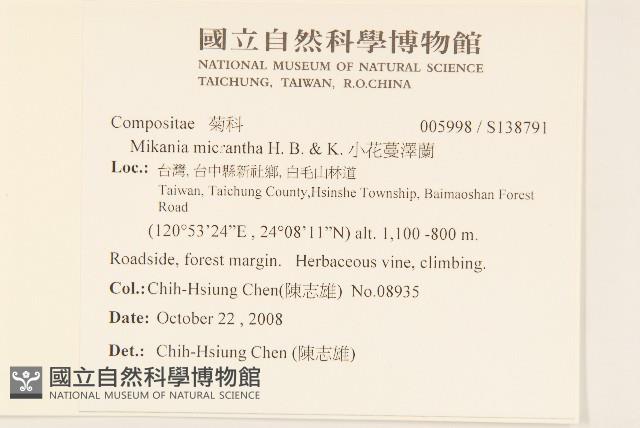 國立自然科學博物館
NATIONAL MUSEUM OF NATURAL SCIENCE
TAICHUNG, TAIWAN, R.O.CHINA
Compositae 菊科 005998 / S138791
Mikania micrantha H. B. & K. 小花蔓澤蘭
Loc.: 台灣, 台中縣新社鄉, 白毛山林道
Taiwan, Taichung County,Hsinshe Township, Baimaoshan Forest
Road
(120°53'24”E , 24°08'11”N) alt. 1,100 -800 m.
Roadside, forest margin. Herbaceous vine, climbing.
Col.: Chih-Hsiung Chen(陳志雄) No.08935
Date: October 22 , 2008
Det.: Chih-Hsiung Chen (陳志雄)
國立自然科學博物館
NATIONAL MUSEUM OF NATURAL SCIENCE